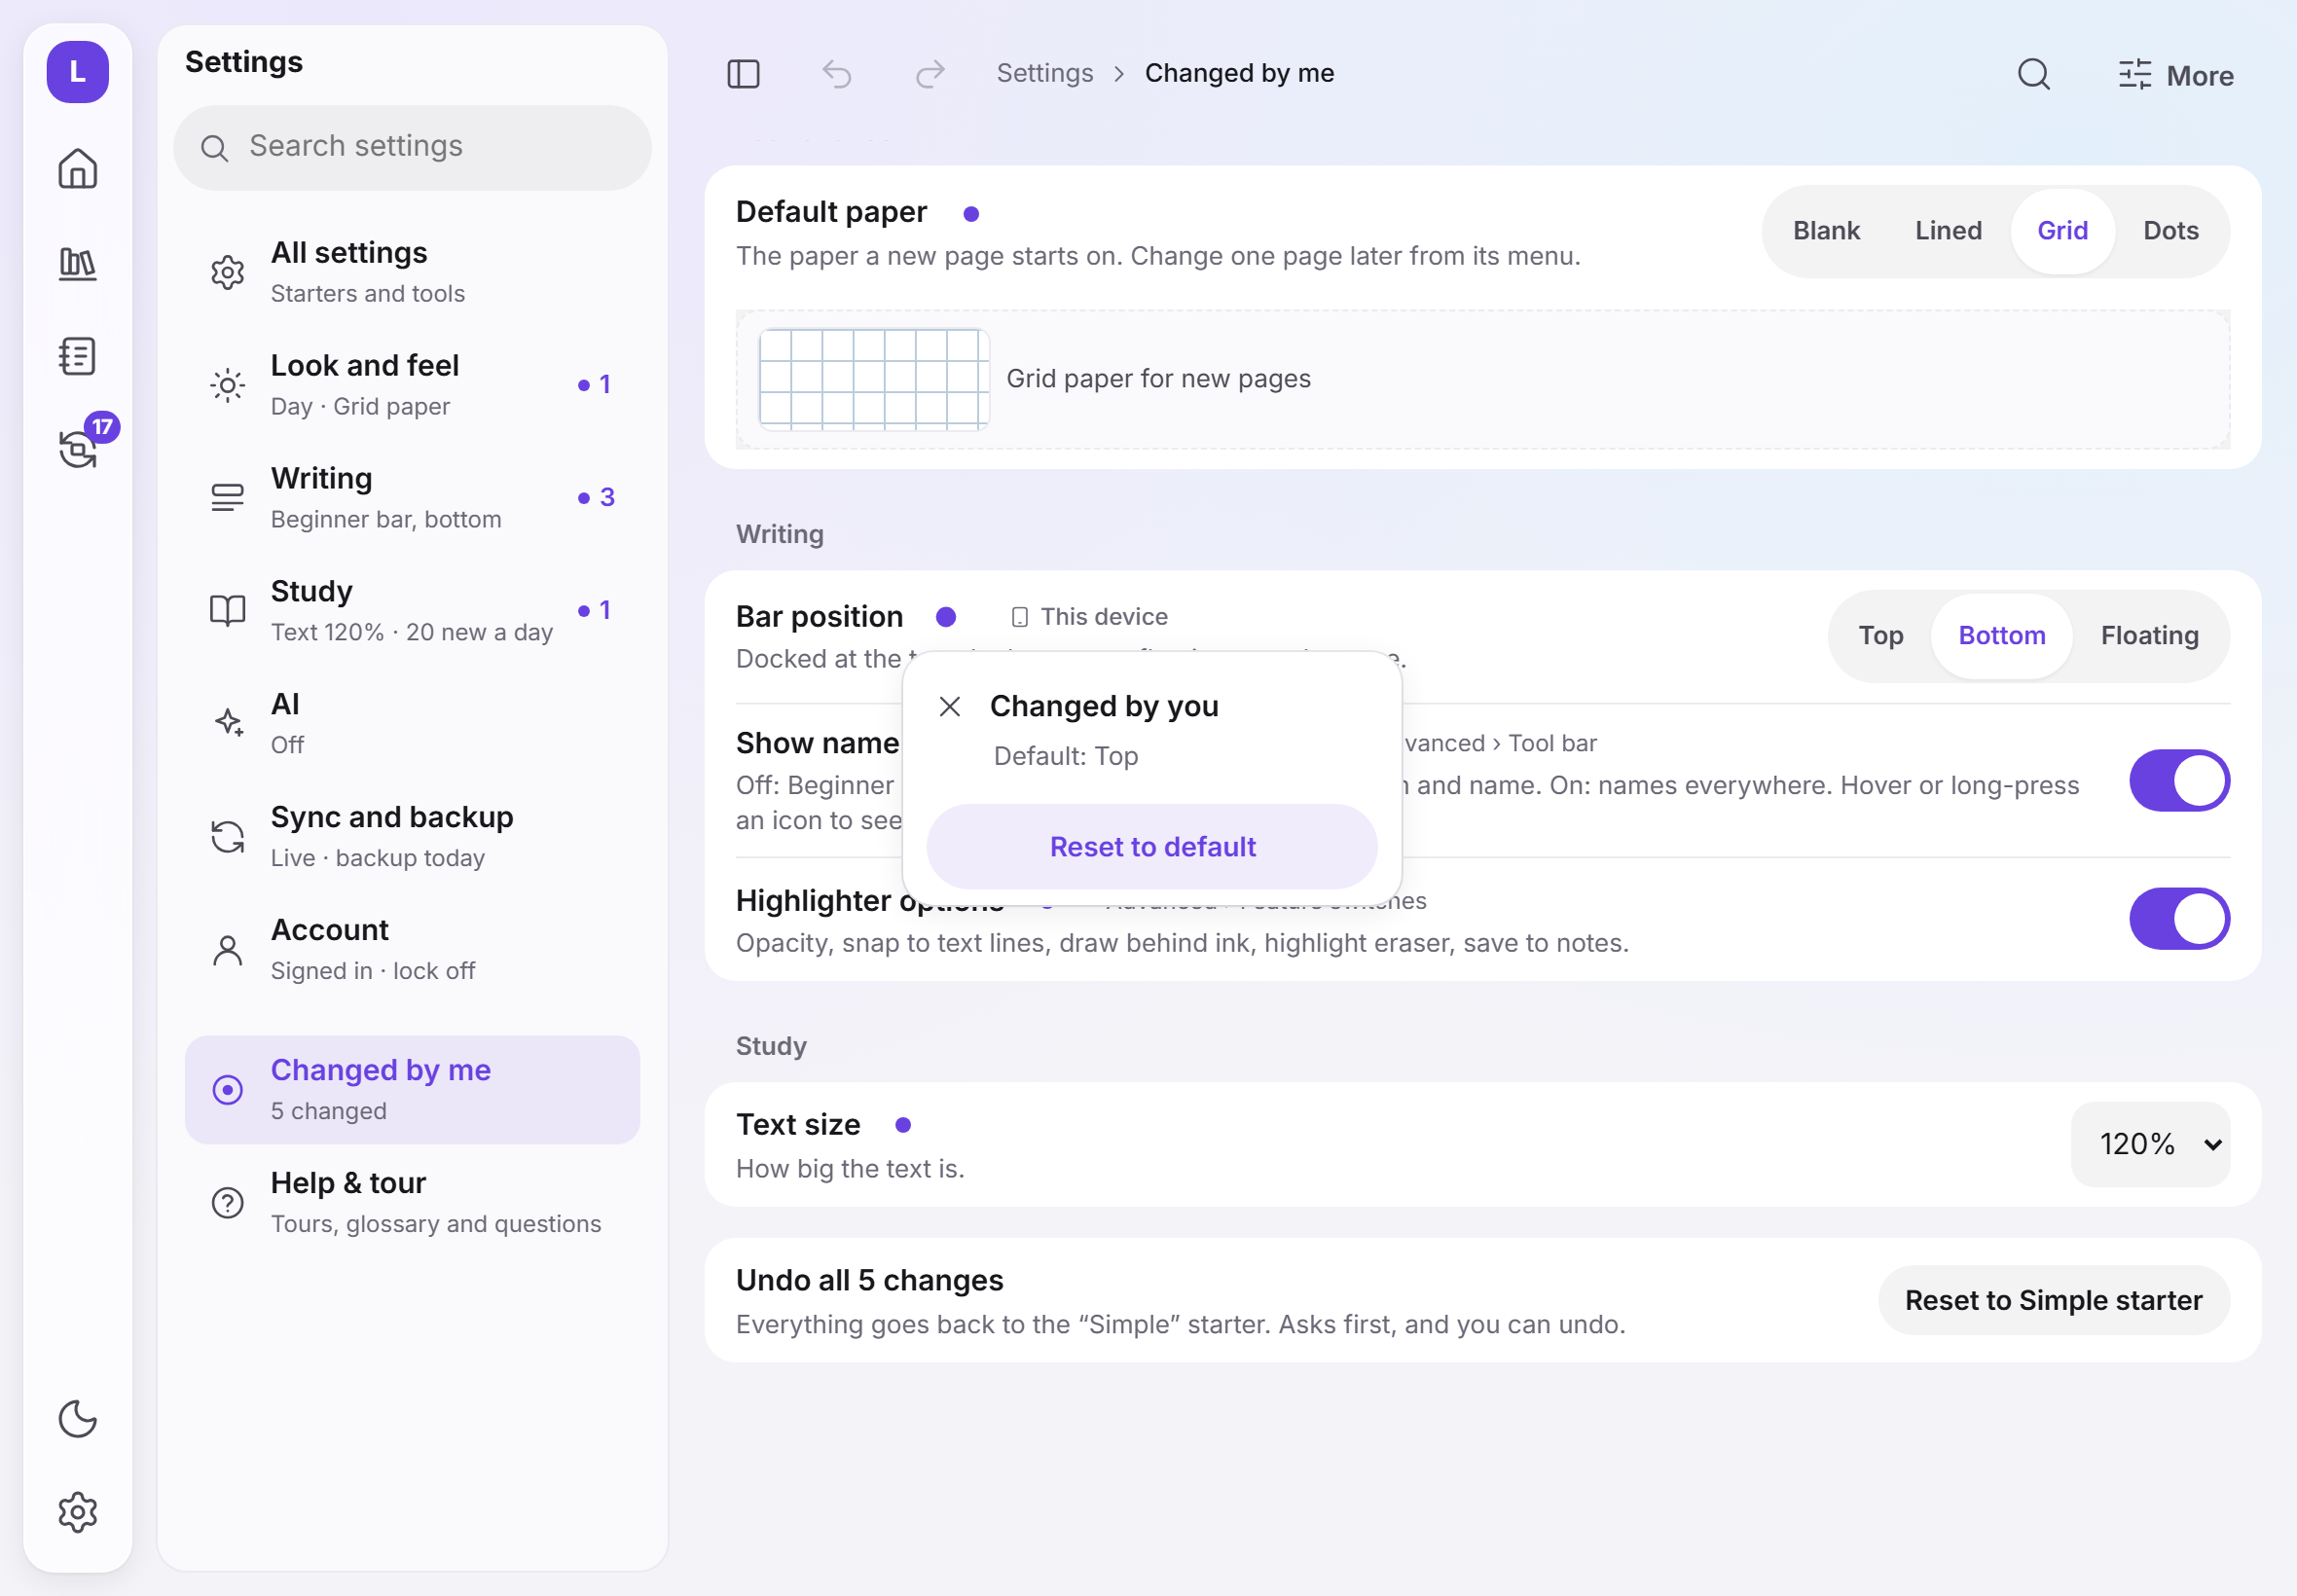 L
17
Settings
Search settings
All settings
Starters and tools
Look and feel
Day · Grid paper
1
Writing
Beginner bar, bottom
3
Study
Text 120% · 20 new a day
1
AI
Off
Sync and backup
Live · backup today
Account
Signed in · lock off
Changed by me
5 changed
Help & tour
Tours, glossary and questions
Settings › Changed by me
More
Default paper
The paper a new page starts on. Change one page later from its menu.
Blank Lined Grid Dots
Grid paper for new pages
Writing
Bar position
This device
Docked at the
Top Bottom Floating
Changed by you
Default: Top
Reset to default
Show name
vanced › Tool bar
Off: Beginner
and name. On: names everywhere. Hover or long-press
an icon to see
Highlighter options
Advanced › Feature switches
Opacity, snap to text lines, draw behind ink, highlight eraser, save to notes.
Study
Text size
How big the text is.
120%
Undo all 5 changes
Everything goes back to the “Simple” starter. Asks first, and you can undo.
Reset to Simple starter